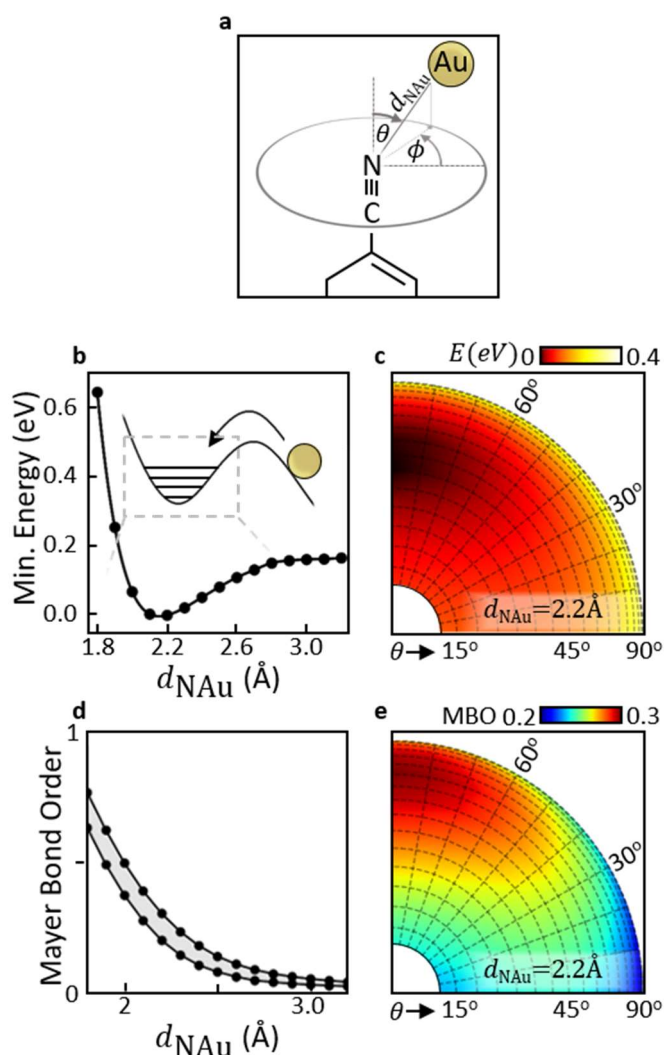 a
Au
d_NAu
θ
ϕ
N
C
b
Min. Energy (eV)
0.6
0.4
0.2
0.0
1.8 2.2 2.6 3.0
d_NAu (Å)
c
E(eV) 0 0.4
60°
30°
d_NAu=2.2Å
θ → 15° 45° 90°
d
Mayer Bond Order
1
0
2 3.0
d_NAu (Å)
e
MBO 0.2 0.3
60°
30°
d_NAu=2.2Å
θ → 15° 45° 90°